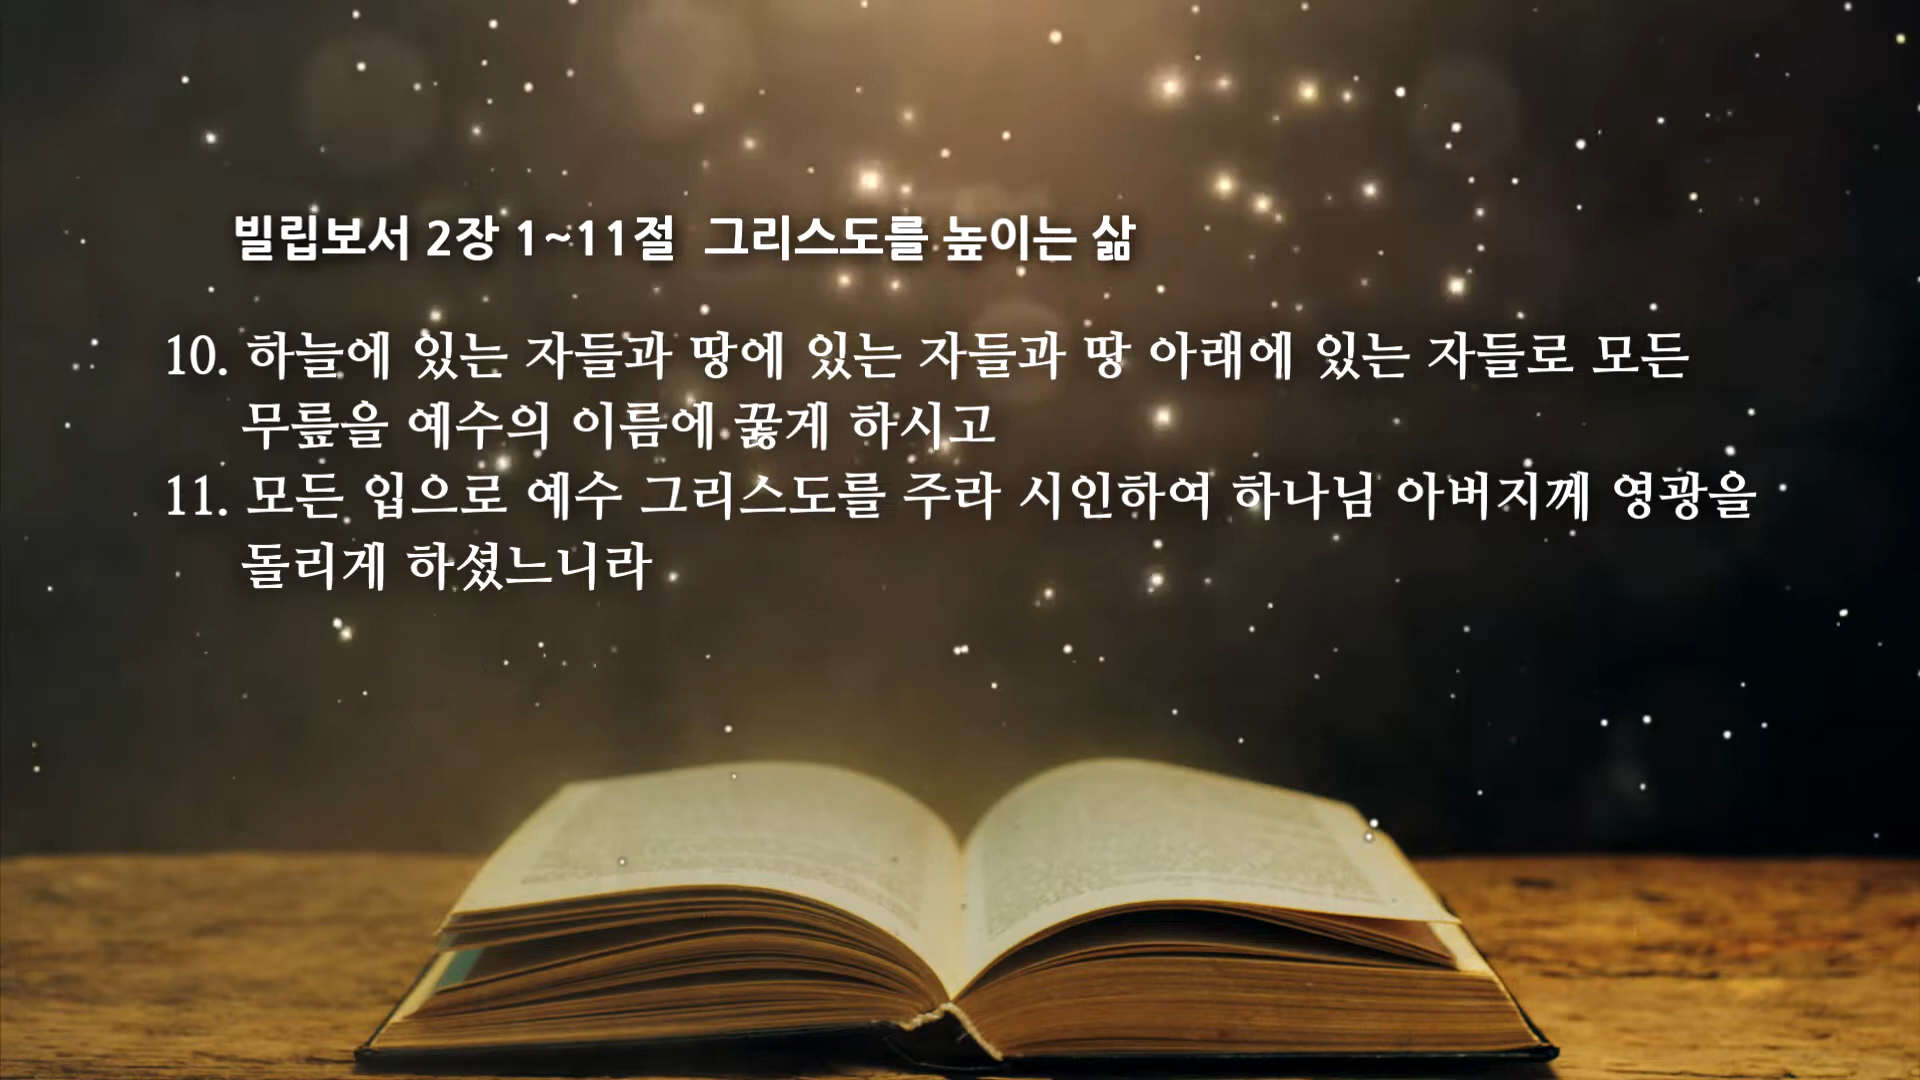 빌립보서 2장 1~11절 그리스도를 높이는 삶
10. 하늘에 있는 자들과 땅에 있는 자들과 땅 아래에 있는 자들로 모든
무릎을 예수의 이름에 꿇게 하시고
11. 모든 입으로 예수 그리스도를 주라 시인하여 하나님 아버지께 영광을
돌리게 하셨느니라